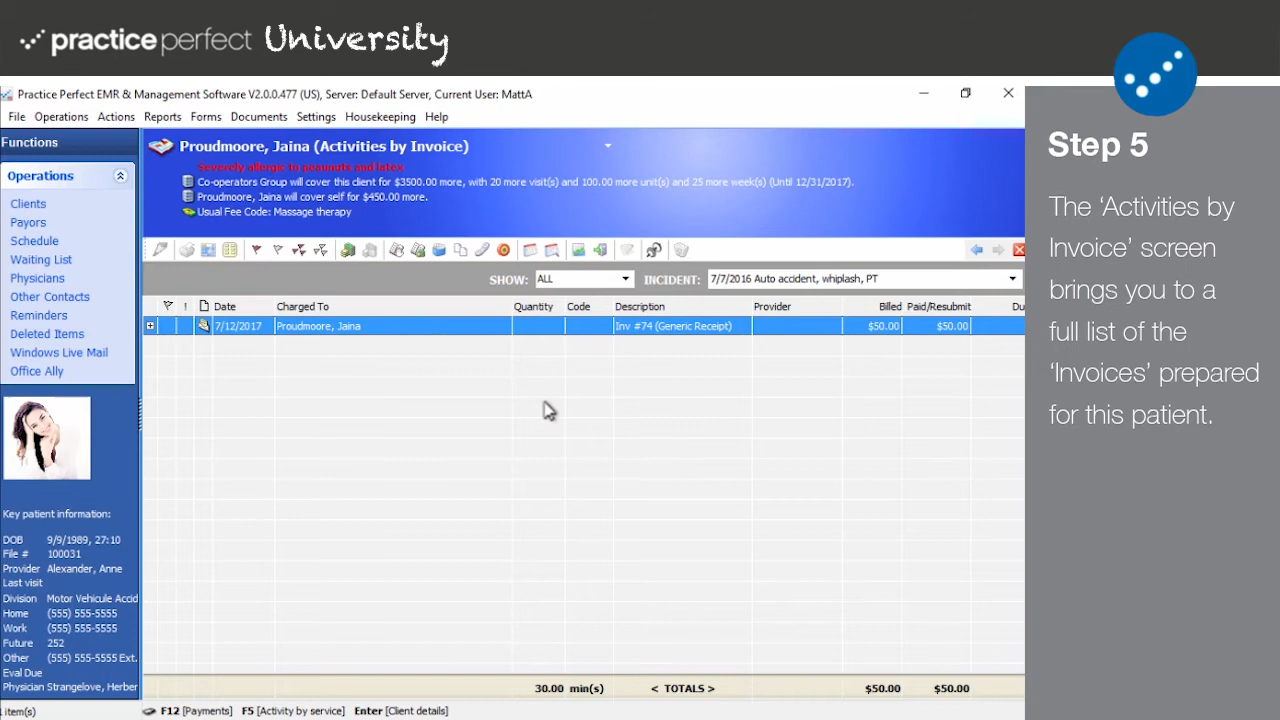 practice perfect University
Practice Perfect EMR & Management Software V2.0.0.477 (US), Server: Default Server, Current User: MattA
File Operations Actions Reports Forms Documents Settings Housekeeping Help
Functions
Operations
Clients
Payors
Schedule
Waiting List
Physicians
Other Contacts
Reminders
Deleted Items
Windows Live Mail
Office Ally
Key patient information:
DOB 9/9/1989, 27:10
File # 100031
Provider Alexander, Anne
Last visit
Division Motor Vehicule Accid
Home (555) 555-5555
Work (555) 555-5555
Future 252
Other (555) 555-5555 Ext.
Eval Due
Physician Strangelove, Herber
Proudmoore, Jaina (Activities by Invoice)
Severely allergic to peanuts and latex
Co-operators Group will cover this client for $3500.00 more, with 20 more visit(s) and 100.00 more unit(s) and 25 more week(s) (Until 12/31/2017).
Proudmoore, Jaina will cover self for $450.00 more.
Usual Fee Code: Massage therapy
SHOW: ALL INCIDENT: 7/7/2016 Auto accident, whiplash, PT
! Date Charged To Quantity Code Description Provider Billed Paid/Resubmit Du
7/12/2017 Proudmoore, Jaina Inv #74 (Generic Receipt) $50.00 $50.00
30.00 min(s) < TOTALS > $50.00 $50.00
item(s) F12 [Payments] F5 [Activity by service] Enter [Client details]
Step 5
The ‘Activities by
Invoice’ screen
brings you to a
full list of the
‘Invoices’ prepared
for this patient.